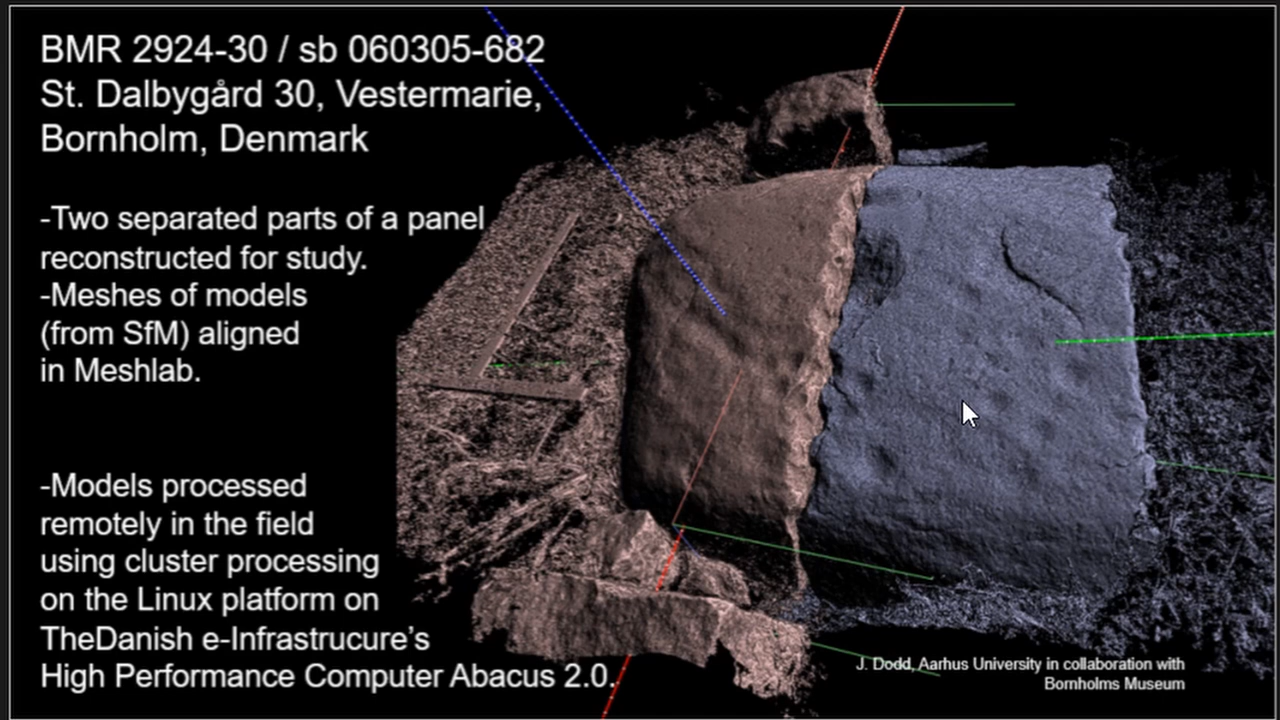 BMR 2924-30 / sb 060305-682
St. Dalbygård 30, Vestermarie,
Bornholm, Denmark
-Two separated parts of a panel
reconstructed for study.
-Meshes of models
(from SfM) aligned
in Meshlab.
-Models processed
remotely in the field
using cluster processing
on the Linux platform on
TheDanish e-Infrastrucure’s
High Performance Computer Abacus 2.0.
J. Dodd, Aarhus University in collaboration with
Bornholms Museum